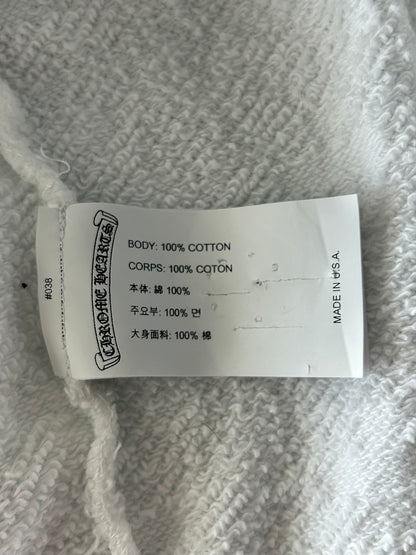 #038
CHROME HEARTS
BODY: 100% COTTON
CORPS: 100% COTON
本体: 綿 100%
주요부: 100% 면
大身面料: 100% 棉
MADE IN U.S.A.